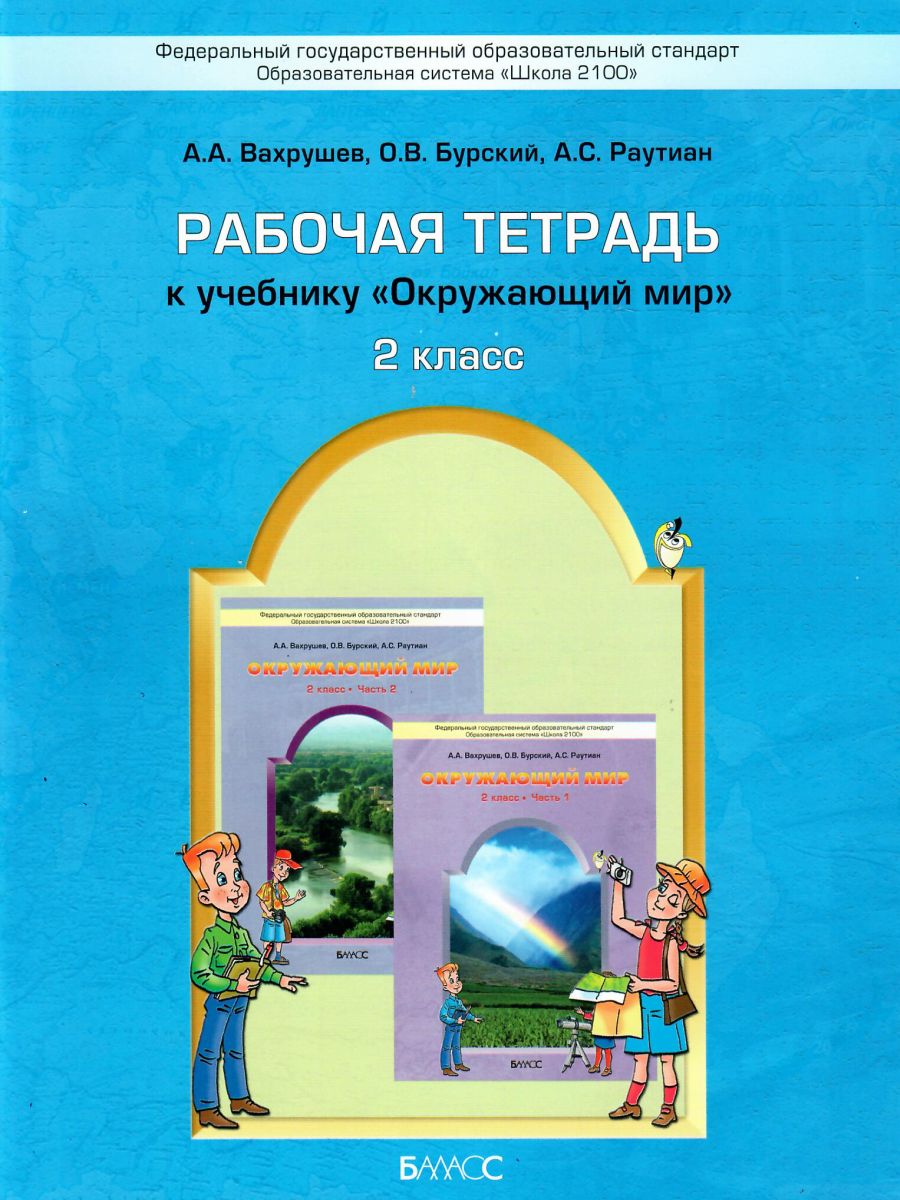 Федеральный государственный образовательный стандарт
Образовательная система «Школа 2100»
А.А. Вахрушев, О.В. Бурский, А.С. Раутиан
РАБОЧАЯ ТЕТРАДЬ
к учебнику «Окружающий мир»
2 класс
Федеральный государственный образовательный стандарт
Образовательная система «Школа 2100»
А.А. Вахрушев, О.В. Бурский, А.С. Раутиан
ОКРУЖАЮЩИЙ МИР
2 класс • Часть 2
БАЛАСС
Федеральный государственный образовательный стандарт
Образовательная система «Школа 2100»
А.А. Вахрушев, О.В. Бурский, А.С. Раутиан
ОКРУЖАЮЩИЙ МИР
2 класс • Часть 1
БАЛАСС
БАЛАСС